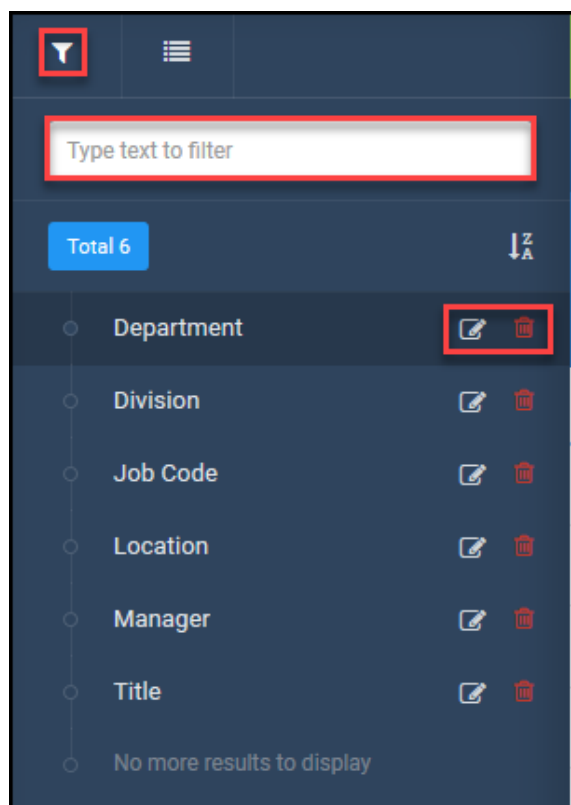 Type text to filter
Total 6
Z
A
Department
Division
Job Code
Location
Manager
Title
No more results to display